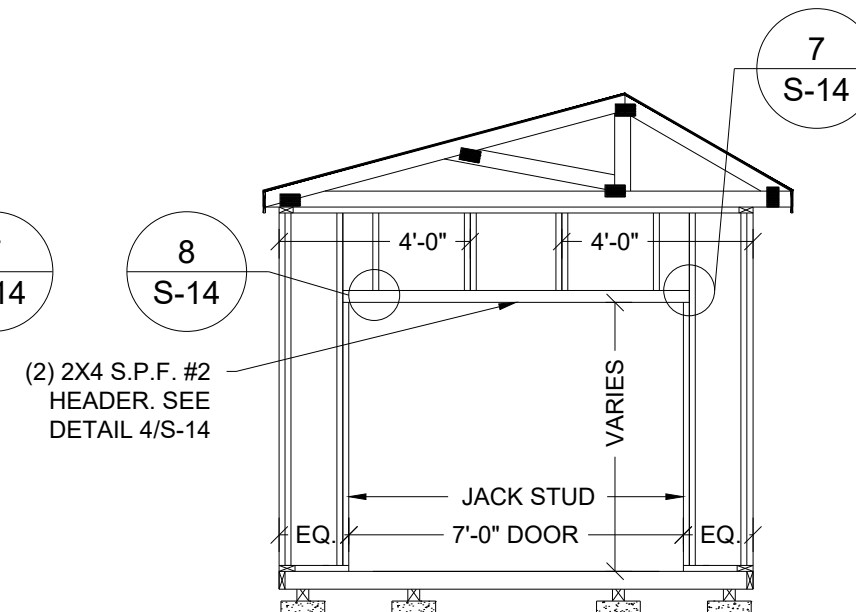 7
S-14
4'-0"
4'-0"
8
S-14
14
(2) 2X4 S.P.F. #2
HEADER. SEE
DETAIL 4/S-14
VARIES
JACK STUD
EQ.
7'-0" DOOR
EQ.